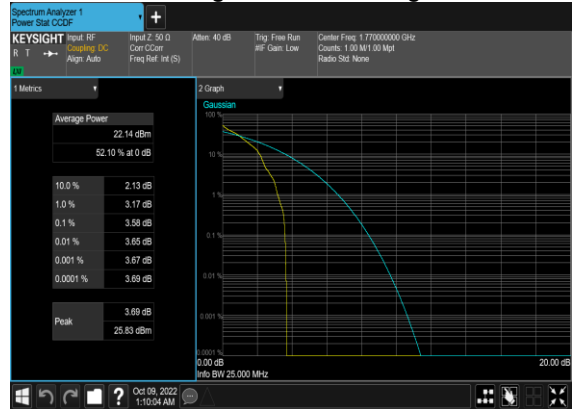 Spectrum Analyzer 1
Power Stat CCDF
KEYSIGHT
R T
Input: RF
Coupling: DC
Align: Auto
Input Z: 50 Ω
Corr CCorr
Freq Ref: Int (S)
Atten: 40 dB
Trig: Free Run
#IF Gain: Low
Center Freq: 1.770000000 GHz
Counts: 1.00 M/1.00 Mpt
Radio Std: None
1 Metrics
Average Power
22.14 dBm
52.10 % at 0 dB
10.0 % 2.13 dB
1.0 % 3.17 dB
0.1 % 3.58 dB
0.01 % 3.65 dB
0.001 % 3.67 dB
0.0001 % 3.69 dB
Peak
3.69 dB
25.83 dBm
2 Graph
Gaussian
100 %
10 %
1 %
0.1 %
0.01 %
0.001 %
0.0001 %
0.00 dB 20.00 dB
Info BW 25.000 MHz
?
Oct 09, 2022
1:10:04 AM